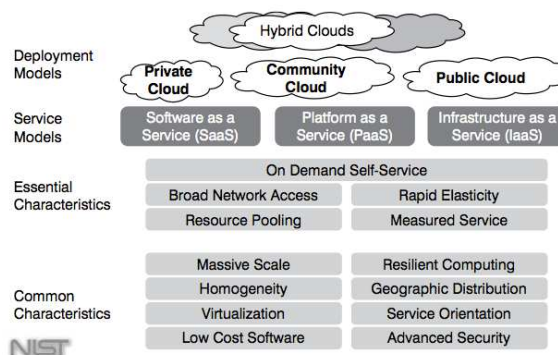 Hybrid Clouds
Deployment
Models
Private
Cloud
Community
Cloud
Public Cloud
Service
Models
Software as a
Service (SaaS)
Platform as a
Service (PaaS)
Infrastructure as a
Service (IaaS)
Essential
Characteristics
On Demand Self-Service
Broad Network Access
Rapid Elasticity
Resource Pooling
Measured Service
Common
Characteristics
Massive Scale
Resilient Computing
Homogeneity
Geographic Distribution
Virtualization
Service Orientation
Low Cost Software
Advanced Security
NIST